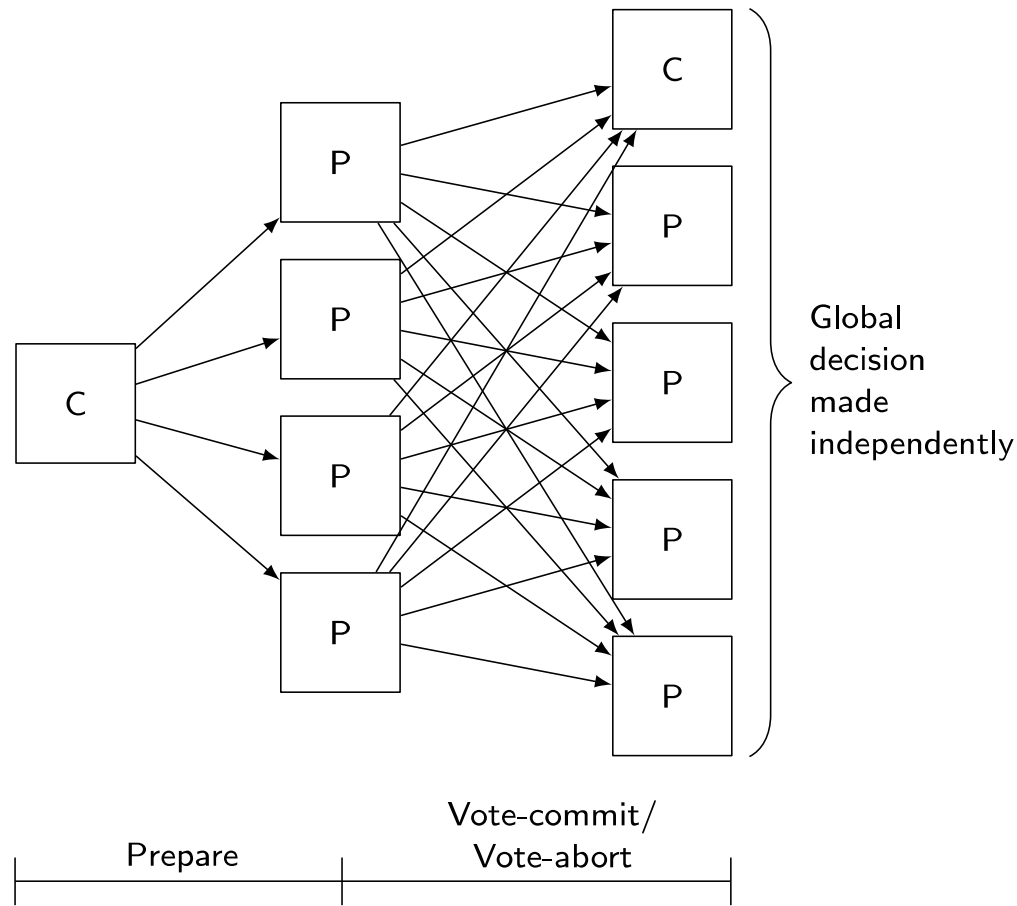 C
P
P
P
P
C
P
P
P
P
Global
decision
made
independently
Prepare
Vote-commit/
Vote-abort